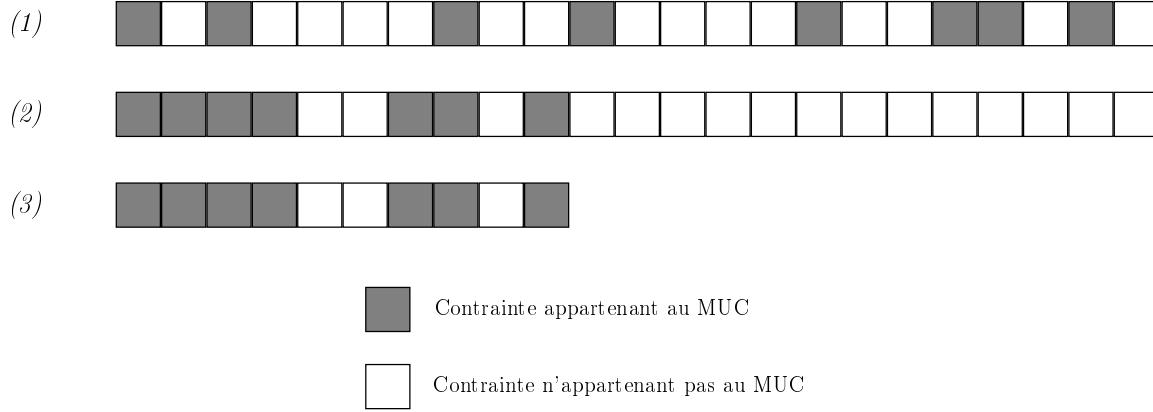 (1)
(2)
(3)
Contrainte appartenant au MUC
Contrainte n'appartenant pas au MUC